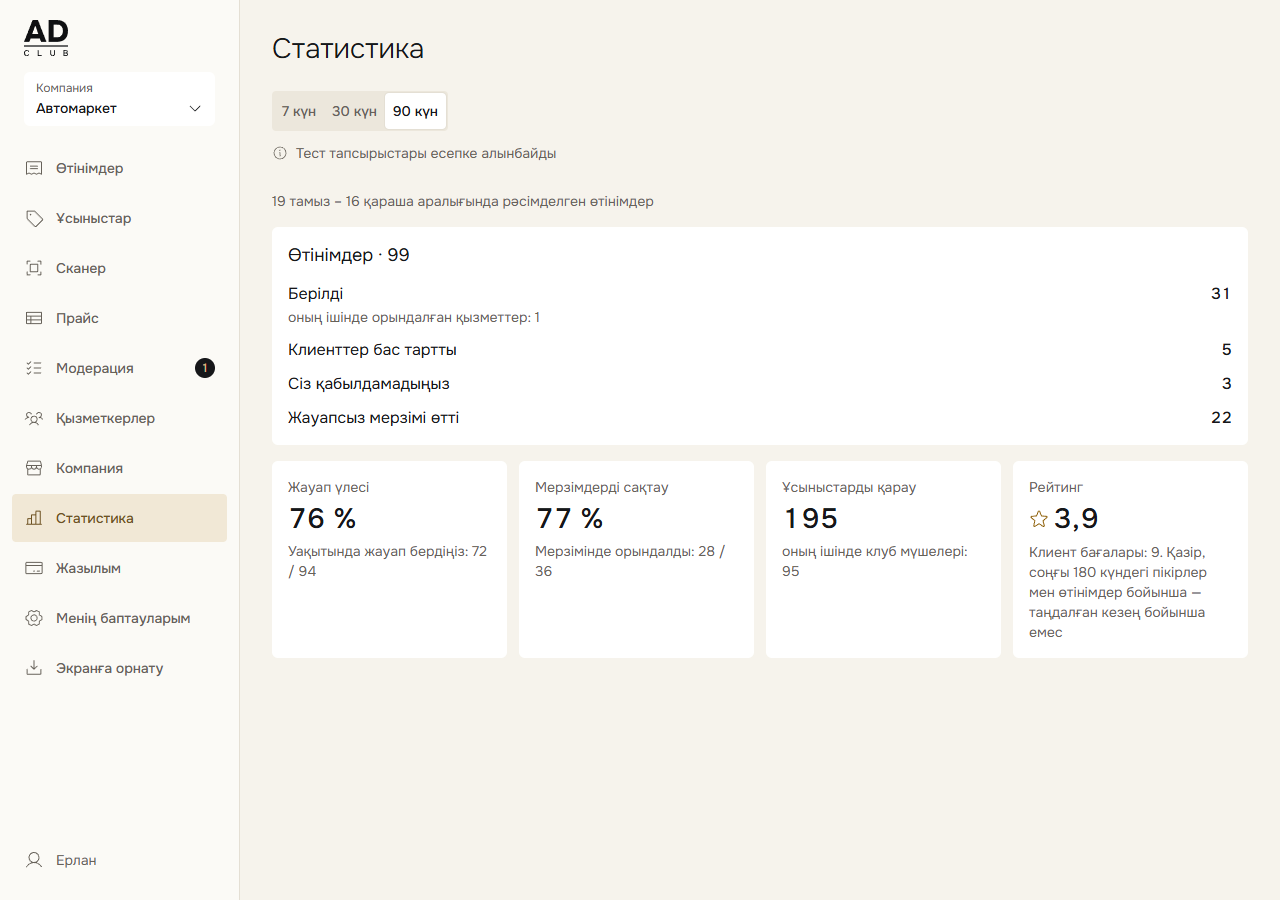 AD
CLUB
Компания
Автомаркет
Өтінімдер
Ұсыныстар
Сканер
Прайс
Модерация
1
Қызметкерлер
Компания
Статистика
Жазылым
Менің баптауларым
Экранға орнату
Ерлан
Статистика
7 күн 30 күн 90 күн
Тест тапсырыстары есепке алынбайды
19 тамыз – 16 қараша аралығында рәсімделген өтінімдер
Өтінімдер · 99
Берілді 31
оның ішінде орындалған қызметтер: 1
Клиенттер бас тартты 5
Сіз қабылдамадыңыз 3
Жауапсыз мерзімі өтті 22
Жауап үлесі
76 %
Уақытында жауап бердіңіз: 72
/ 94
Мерзімдерді сақтау
77 %
Мерзімінде орындалды: 28 /
36
Ұсыныстарды қарау
195
оның ішінде клуб мүшелері:
95
Рейтинг
3,9
Клиент бағалары: 9. Қазір,
соңғы 180 күндегі пікірлер
мен өтінімдер бойынша —
таңдалған кезең бойынша
емес